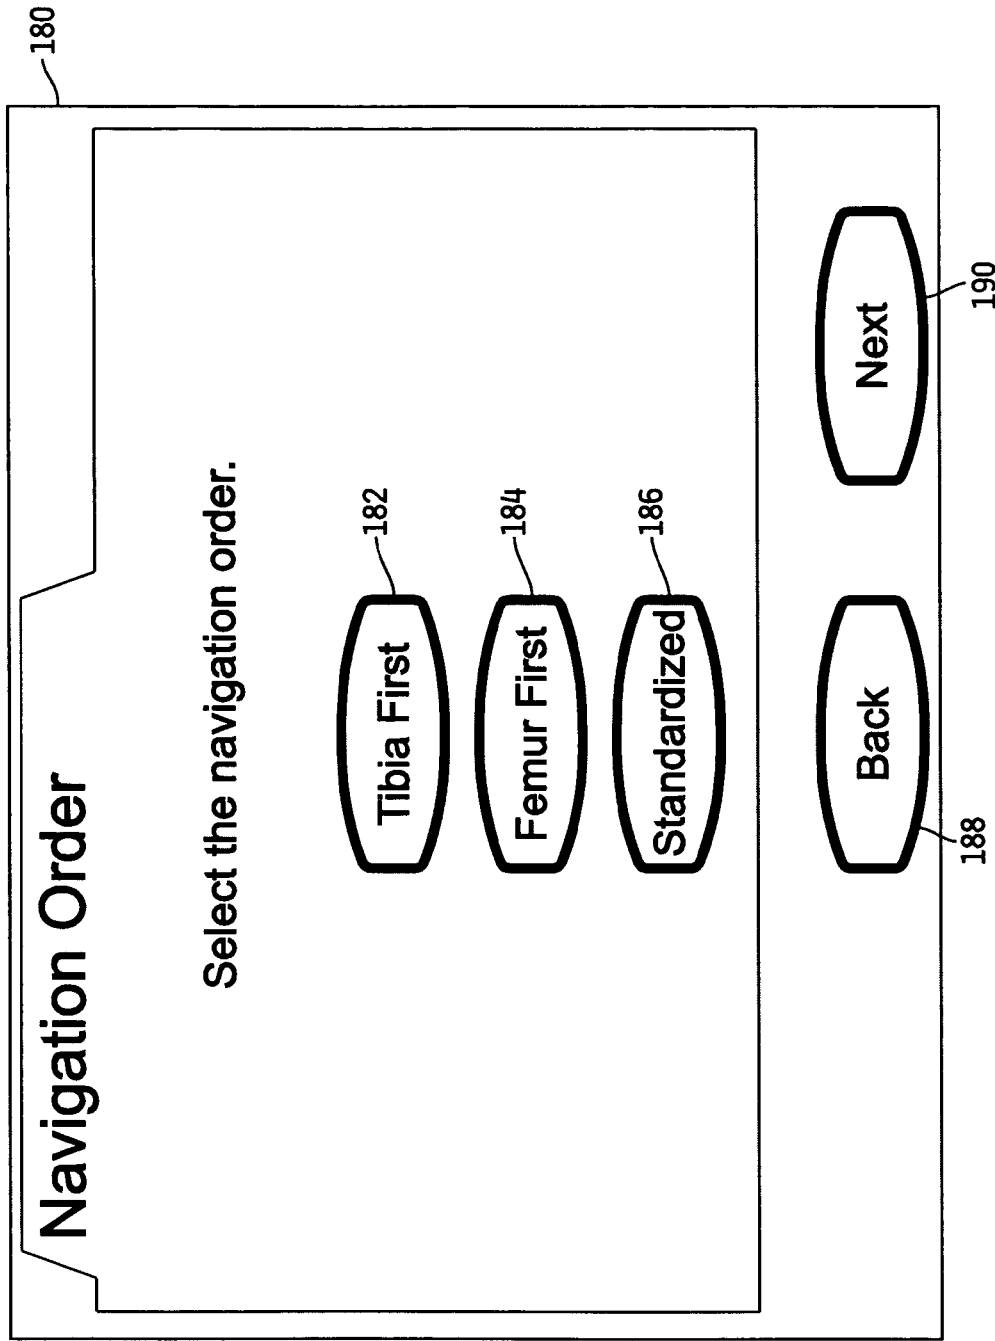 180
Navigation Order
Select the navigation order.
Tibia First
182
Femur First
184
Standardized
186
Back
188
Next
190